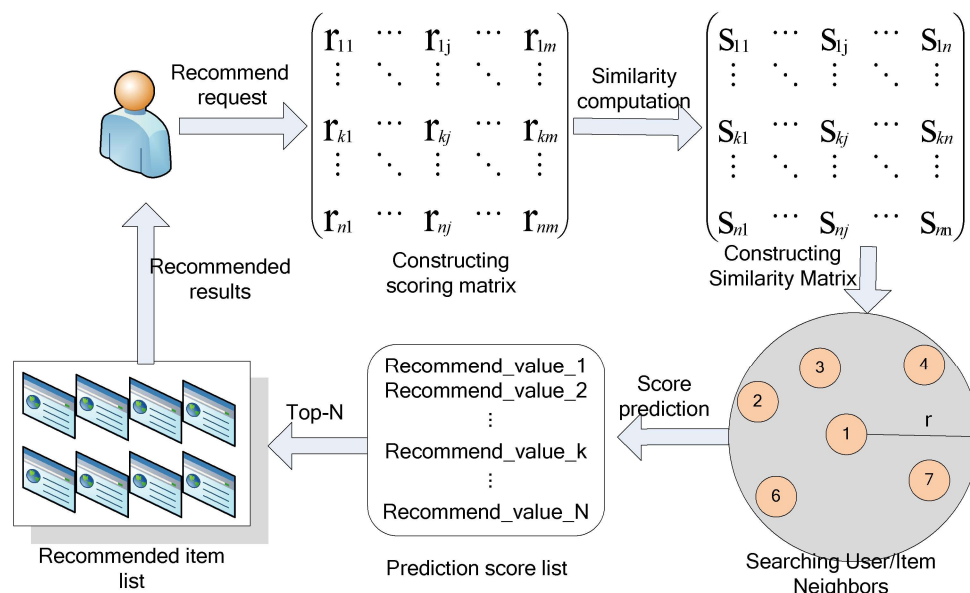 Recommend
request
r11 ⋯ r1j ⋯ r1m
⋮ ⋱ ⋮ ⋱ ⋮
rk1 ⋯ rkj ⋯ rkm
⋮ ⋱ ⋮ ⋱ ⋮
rn1 ⋯ rnj ⋯ rnm
Constructing
scoring matrix
Similarity
computation
S11 ⋯ S1j ⋯ S1n
⋮ ⋱ ⋮ ⋱ ⋮
Sk1 ⋯ Skj ⋯ Skn
⋮ ⋱ ⋮ ⋱ ⋮
Sn1 ⋯ Snj ⋯ Snn
Constructing
Similarity Matrix
3
4
2
1
r
7
6
Searching User/Item
Neighbors
Score
prediction
Recommend_value_1
Recommend_value_2
⋮
Recommend_value_k
⋮
Recommend_value_N
Prediction score list
Top-N
Recommended item
list
Recommended
results